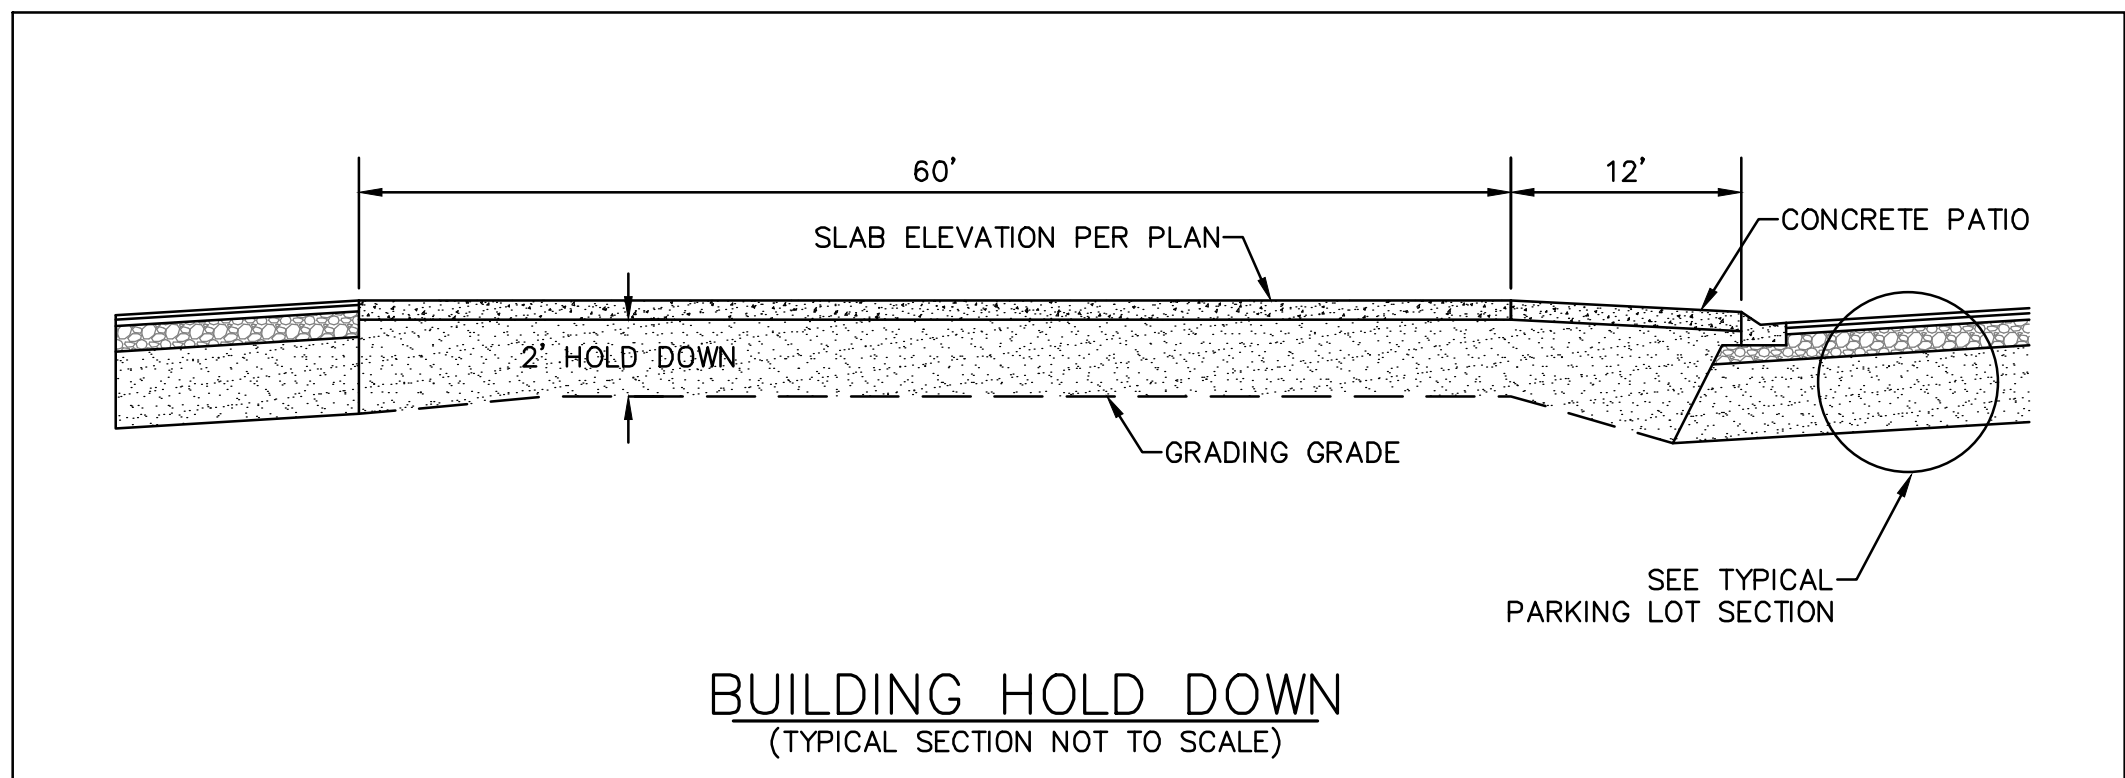 60'
12'
CONCRETE PATIO
SLAB ELEVATION PER PLAN
2' HOLD DOWN
GRADING GRADE
SEE TYPICAL
PARKING LOT SECTION
BUILDING HOLD DOWN
(TYPICAL SECTION NOT TO SCALE)